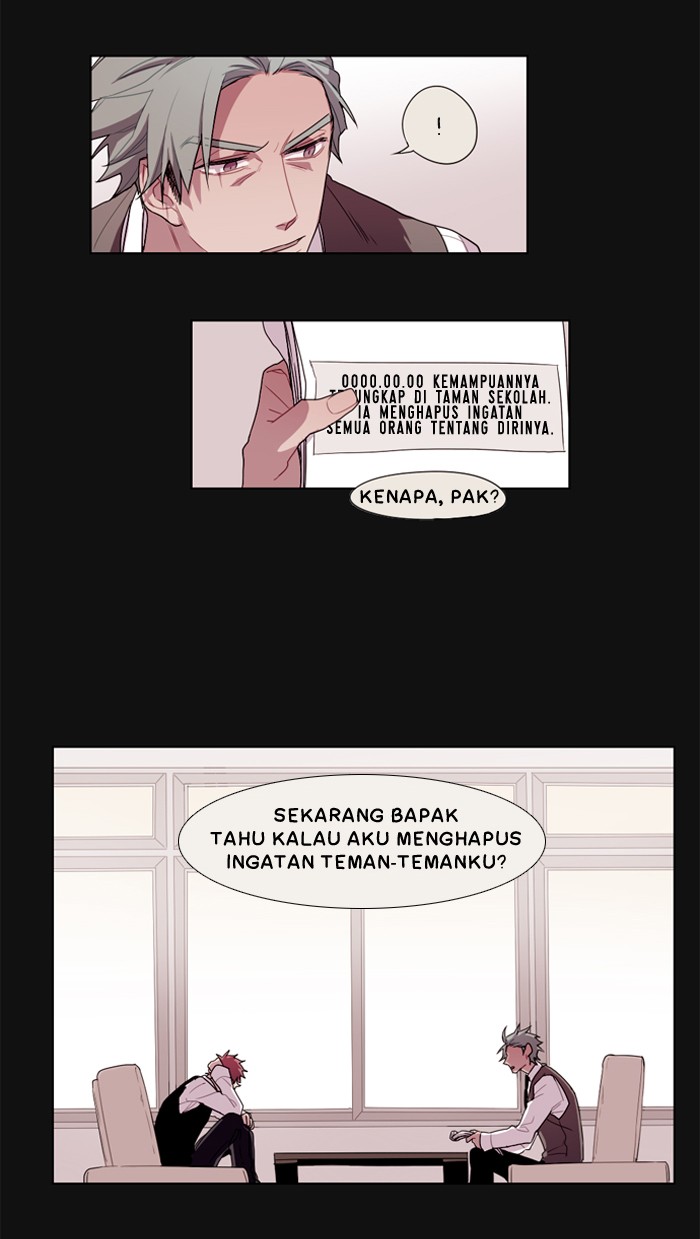 !
0000.00.00 KEMAMPUANNYA
DI TAMAN SEKOLAH.
IA MENGHAPUS INGATAN
SEMUA ORANG TENTANG DIRINYA.
KENAPA, PAK?
SEKARANG BAPAK
TAHU KALAU AKU MENGHAPUS
INGATAN TEMAN-TEMANKU?